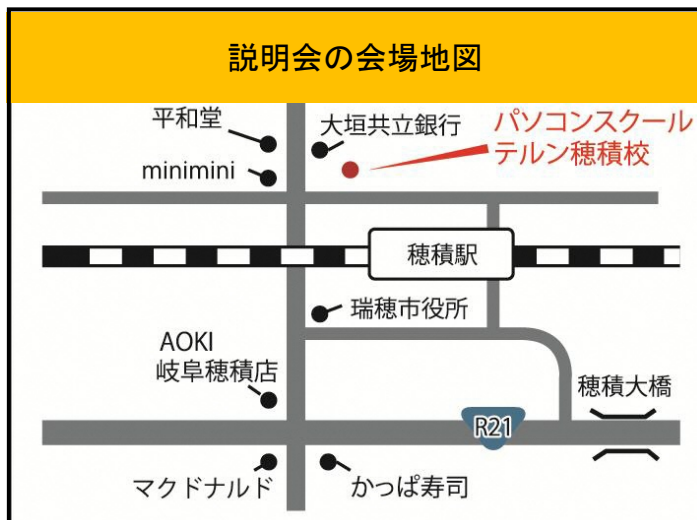 説明会の会場地図
平和堂
大垣共立銀行
パソコンスクール
テルン穂積校
minimini
穂積駅
瑞穂市役所
AOKI
岐阜穂積店
穂積大橋
R21
マクドナルド
かっぱ寿司